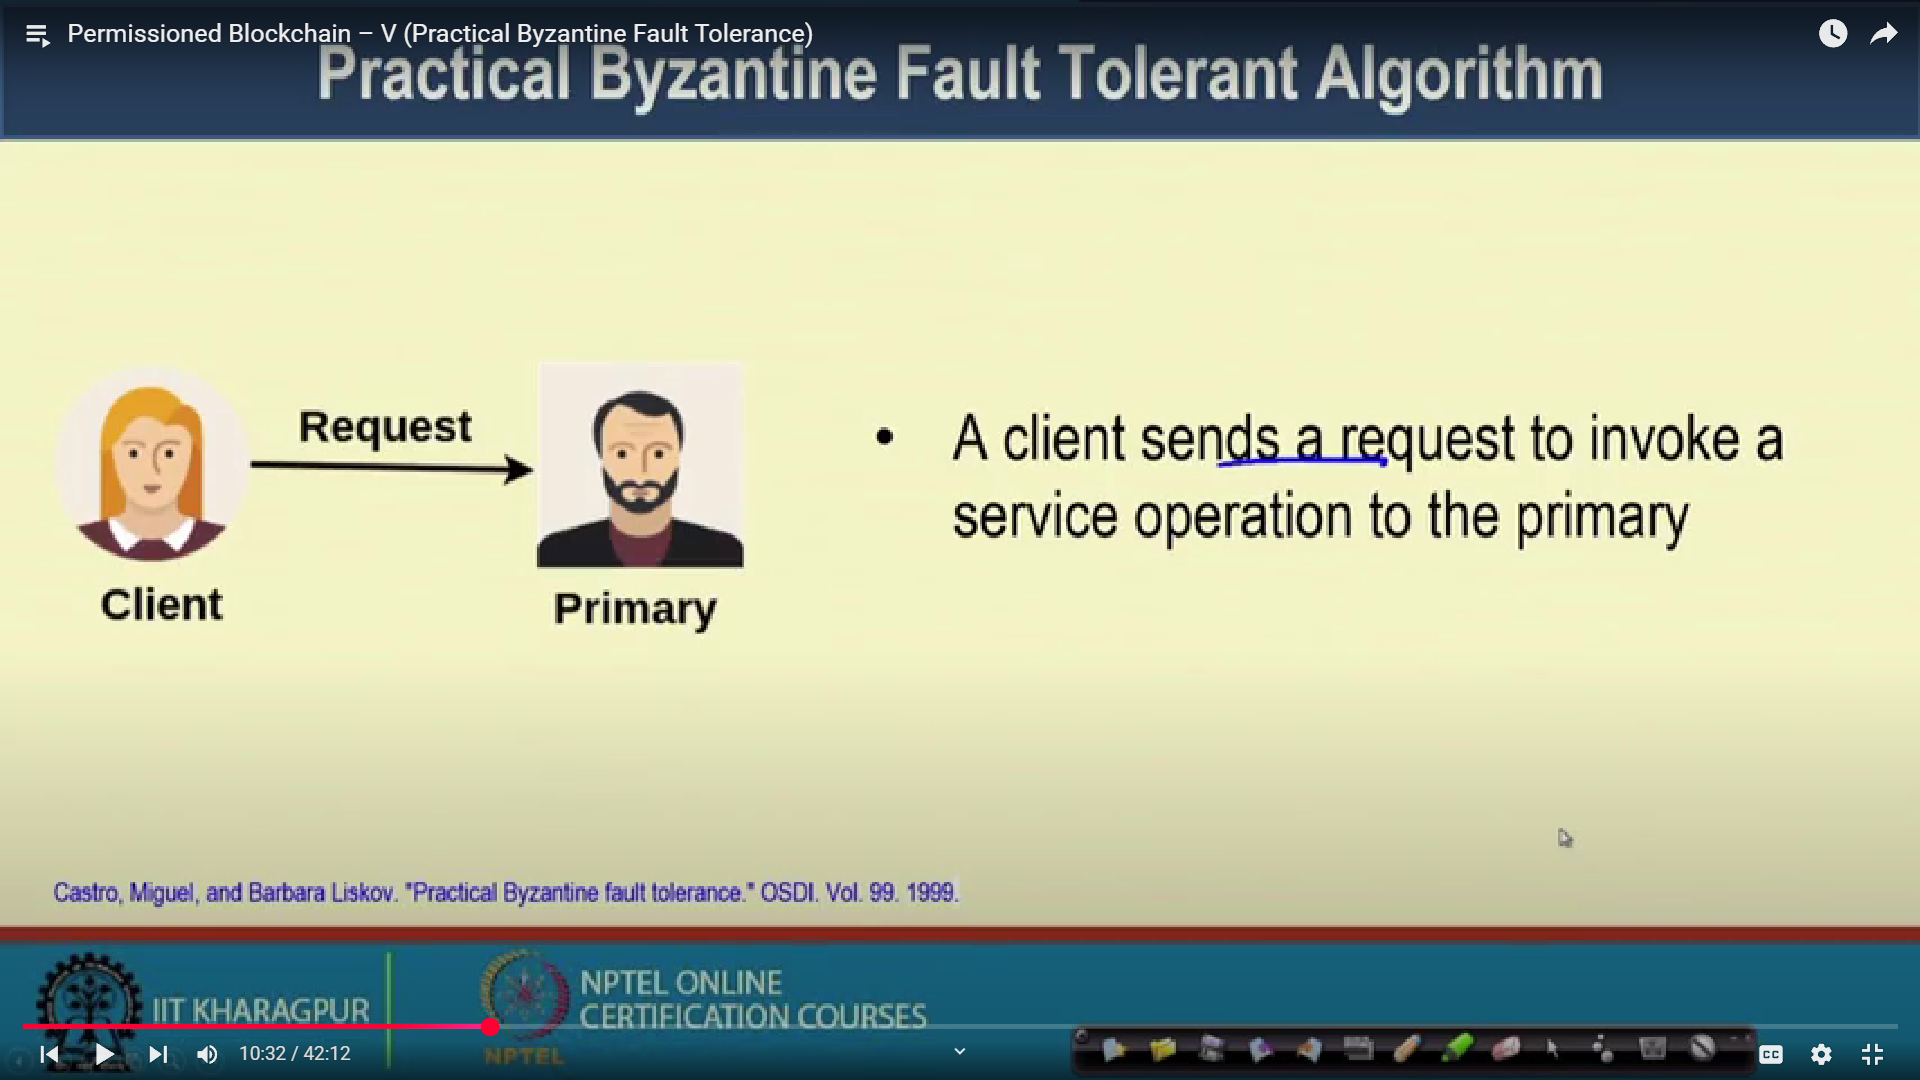 Permissioned Blockchain – V (Practical Byzantine Fault Tolerance)
Practical Byzantine Fault Tolerant Algorithm
Request
Client
Primary
• A client sends a request to invoke a
service operation to the primary
Castro, Miguel, and Barbara Liskov. "Practical Byzantine fault tolerance." OSDI. Vol. 99. 1999.
IIT KHARAGPUR
NPTEL
NPTEL ONLINE
CERTIFICATION COURSES
10:32 / 42:12
CC